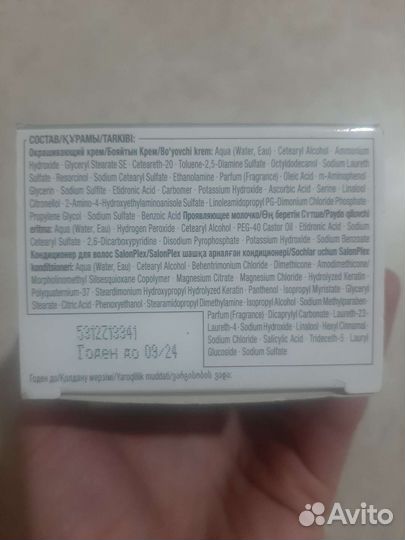 СОСТАВ/ҚҰРАМЫ/TARKIBI:
Окрашивающий крем/Бояйтын Крем/Bo'yovchi krem: Aqua (Water, Eau) · Cetearyl Alcohol · Ammonium
Hydroxide · Glyceryl Stearate SE · Ceteareth-20 · Toluene-2,5-Diamine Sulfate · Octyldodecanol · Sodium Laureth
Sulfate · Resorcinol · Sodium Cetearyl Sulfate · Ethanolamine · Parfum (Fragrance) · Oleic Acid · m-Aminophenol
Glycerin · Sodium Sulfite · Etidronic Acid · Carbomer · Potassium Hydroxide · Ascorbic Acid · Serine · Linalool
Citronellol · 2-Amino-4-Hydroxyethylaminoanisole Sulfate · Linoleamidopropyl PG-Dimonium Chloride Phosphate
Propylene Glycol · Sodium Sulfate · Benzoic Acid Проявляющее молочко/Өң беретін Сүтше/Paydo qiluvchi
eritma: Aqua (Water, Eau) · Hydrogen Peroxide · Cetearyl Alcohol · PEG-40 Castor Oil · Etidronic Acid · Sodium
Cetearyl Sulfate · 2,6-Dicarboxypyridine · Disodium Pyrophosphate · Potassium Hydroxide · Sodium Benzoate
Кондиционер для волос SalonPlex/SalonPlex шашқа арналған кондиционері/Sochlar uchun SalonPlex
konditsioneri: Aqua (Water, Eau) · Cetearyl Alcohol · Behentrimonium Chloride · Dimethicone · Amodimethicone/
Morpholinomethyl Silsesquioxane Copolymer · Magnesium Citrate · Magnesium Chloride · Hydrolyzed Keratin
Polyquaternium-37 · Steardimonium Hydroxypropyl Hydrolyzed Keratin · Panthenol · Isopropyl Myristate · Glyceryl
Stearate · Citric Acid · Phenoxyethanol · Stearamidopropyl Dimethylamine · Isopropyl Alcohol · Sodium Methylparaben
Parfum (Fragrance) · Dicaprylyl Carbonate · Laureth-23
Laureth-4 · Sodium Hydroxide · Linalool · Hexyl Cinnamal
Sodium Chloride · Salicylic Acid · Trideceth-5 · Lauryl
Glucoside · Sodium Sulfate
5312Z13341
Годен до 09/24
Годен до:/Қолдану мерзімі:/Yaroqlilik muddati:/ვარგისობის ვადა:
Avito